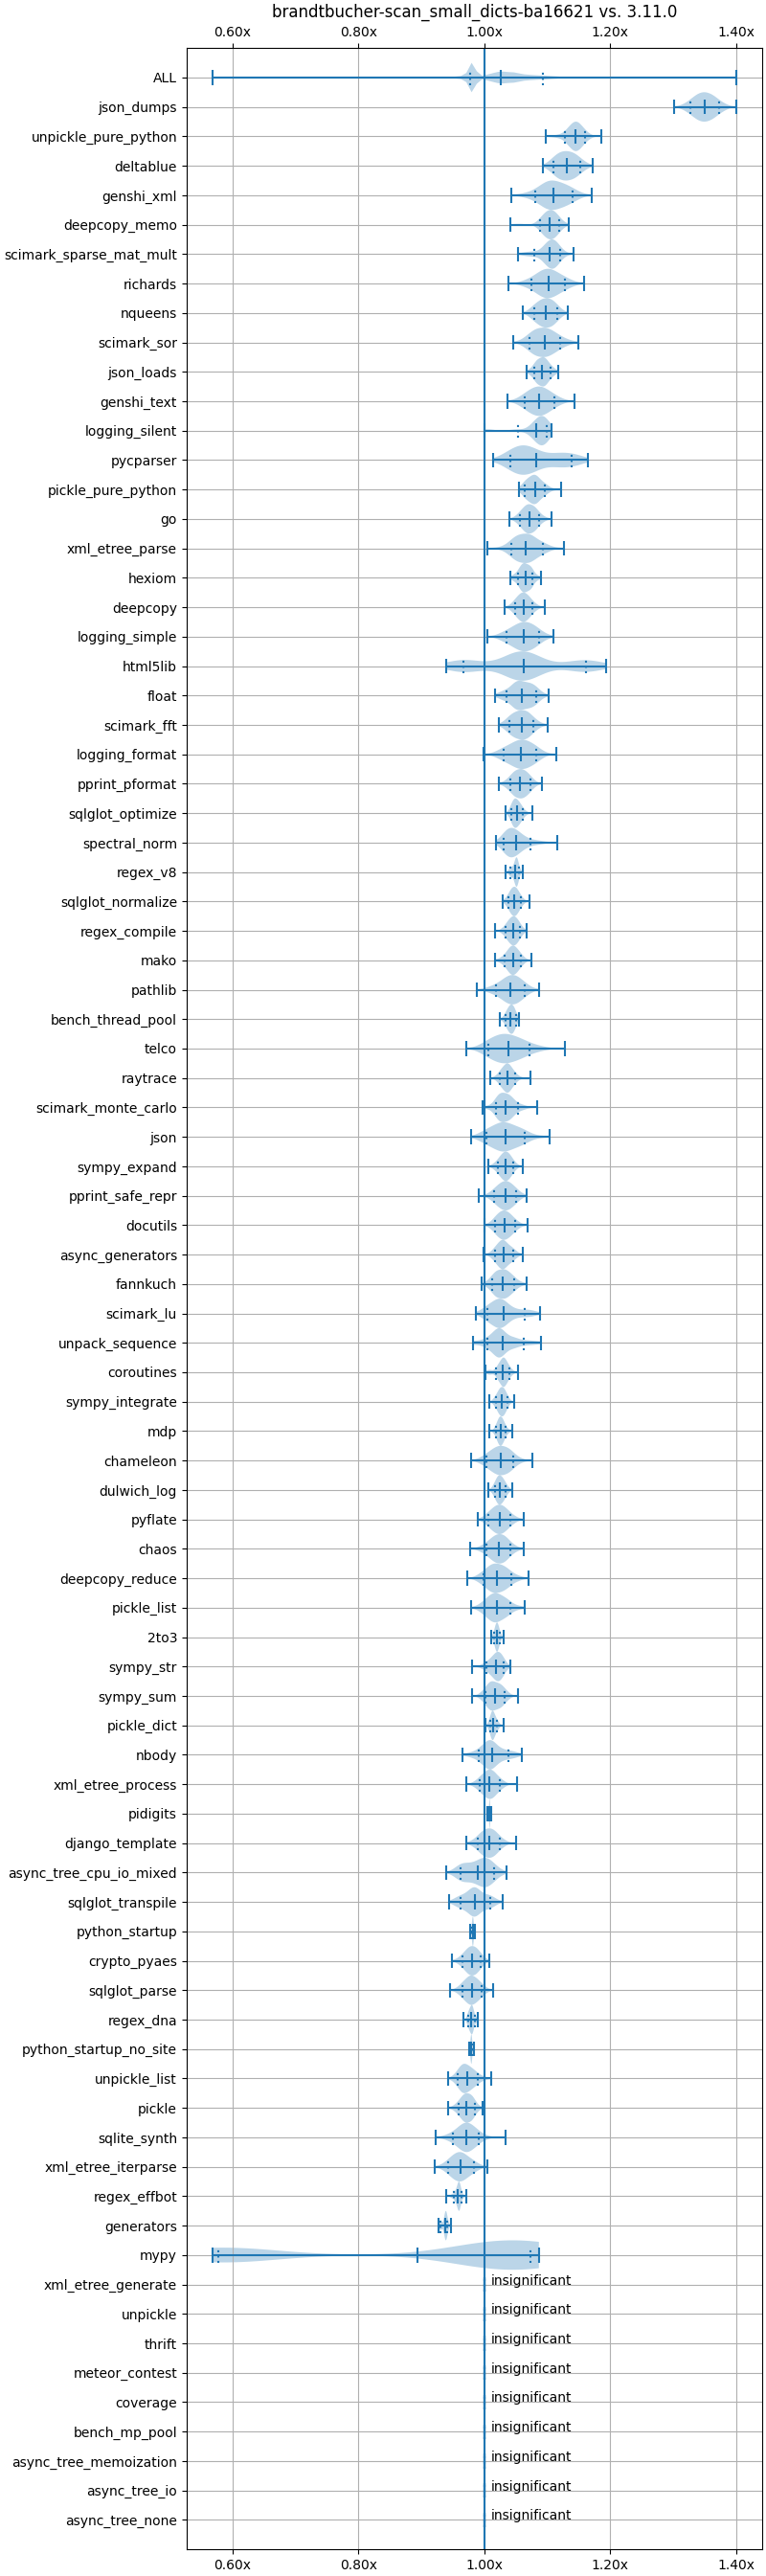 brandtbucher-scan_small_dicts-ba16621 vs. 3.11.0
0.60x 0.80x 1.00x 1.20x 1.40x
ALL
json_dumps
unpickle_pure_python
deltablue
genshi_xml
deepcopy_memo
scimark_sparse_mat_mult
richards
nqueens
scimark_sor
json_loads
genshi_text
logging_silent
pycparser
pickle_pure_python
go
xml_etree_parse
hexiom
deepcopy
logging_simple
html5lib
float
scimark_fft
logging_format
pprint_pformat
sqlglot_optimize
spectral_norm
regex_v8
sqlglot_normalize
regex_compile
mako
pathlib
bench_thread_pool
telco
raytrace
scimark_monte_carlo
json
sympy_expand
pprint_safe_repr
docutils
async_generators
fannkuch
scimark_lu
unpack_sequence
coroutines
sympy_integrate
mdp
chameleon
dulwich_log
pyflate
chaos
deepcopy_reduce
pickle_list
2to3
sympy_str
sympy_sum
pickle_dict
nbody
xml_etree_process
pidigits
django_template
async_tree_cpu_io_mixed
sqlglot_transpile
python_startup
crypto_pyaes
sqlglot_parse
regex_dna
python_startup_no_site
unpickle_list
pickle
sqlite_synth
xml_etree_iterparse
regex_effbot
generators
mypy
xml_etree_generate insignificant
unpickle insignificant
thrift insignificant
meteor_contest insignificant
coverage insignificant
bench_mp_pool insignificant
async_tree_memoization insignificant
async_tree_io insignificant
async_tree_none insignificant
0.60x 0.80x 1.00x 1.20x 1.40x